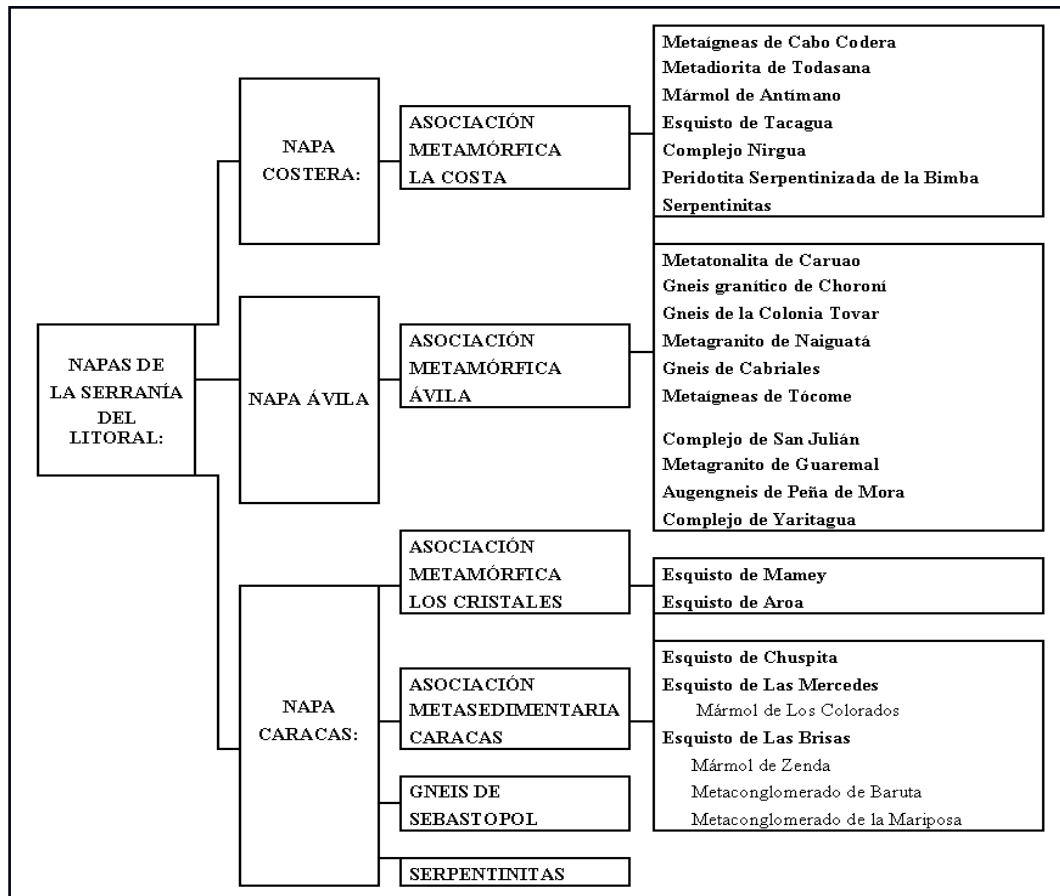 NAPAS DE
LA SERRANÍA
DEL
LITORAL:
NAPA
COSTERA:
ASOCIACIÓN
METAMÓRFICA
LA COSTA
Metaígneas de Cabo Codera
Metadiorita de Todasana
Mármol de Antímano
Esquisto de Tacagua
Complejo Nirgua
Peridotita Serpentinizada de la Bimba
Serpentinitas
NAPA ÁVILA
ASOCIACIÓN
METAMÓRFICA
ÁVILA
Metatonalita de Caruao
Gneis granítico de Choroní
Gneis de la Colonia Tovar
Metagranito de Naiguatá
Gneis de Cabriales
Metaígneas de Tócome
Complejo de San Julián
Metagranito de Guaremal
Augengneis de Peña de Mora
Complejo de Yaritagua
NAPA
CARACAS:
ASOCIACIÓN
METAMÓRFICA
LOS CRISTALES
Esquisto de Mamey
Esquisto de Aroa
ASOCIACIÓN
METASEDIMENTARIA
CARACAS
Esquisto de Chuspita
Esquisto de Las Mercedes
Mármol de Los Colorados
Esquisto de Las Brisas
Mármol de Zenda
Metaconglomerado de Baruta
Metaconglomerado de la Mariposa
GNEIS DE
SEBASTOPOL
SERPENTINITAS